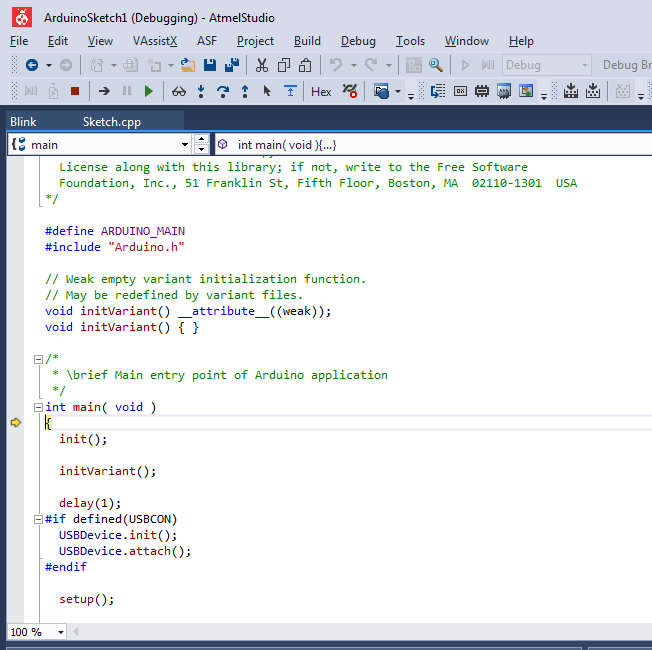 ArduinoSketch1 (Debugging) - AtmelStudio
File Edit View VAssistX ASF Project Build Debug Tools Window Help
Debug Debug Br
Hex
Blink Sketch.cpp
main int main( void ){...}
License along with this library; if not, write to the Free Software
Foundation, Inc., 51 Franklin St, Fifth Floor, Boston, MA  02110-1301  USA
*/
#define ARDUINO_MAIN
#include "Arduino.h"
// Weak empty variant initialization function.
// May be redefined by variant files.
void initVariant() __attribute__((weak));
void initVariant() { }
/*
* \brief Main entry point of Arduino application
*/
int main( void )
{
init();
initVariant();
delay(1);
#if defined(USBCON)
USBDevice.init();
USBDevice.attach();
#endif
setup();
100 %